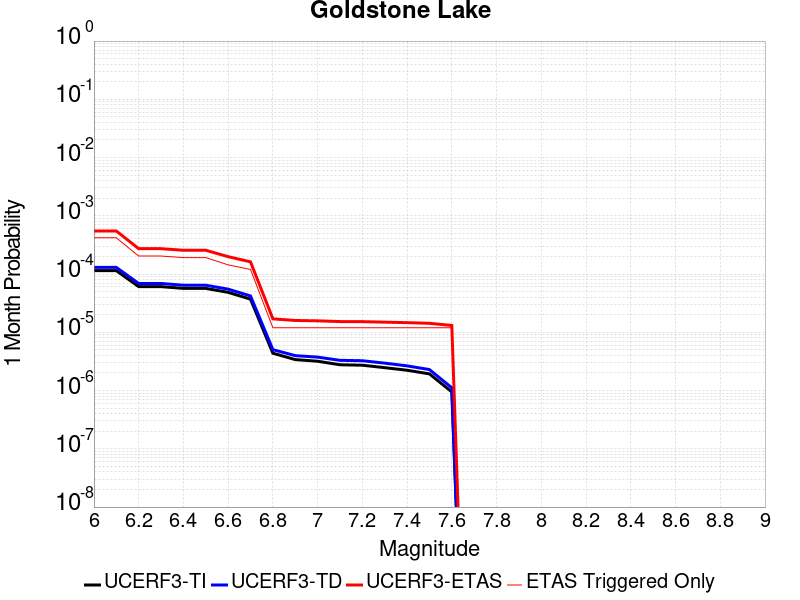 Goldstone Lake
10^0
10^-1
10^-2
10^-3
10^-4
10^-5
10^-6
10^-7
10^-8
1 Month Probability
6 6.2 6.4 6.6 6.8 7 7.2 7.4 7.6 7.8 8 8.2 8.4 8.6 8.8 9
Magnitude
UCERF3-TI UCERF3-TD UCERF3-ETAS ETAS Triggered Only